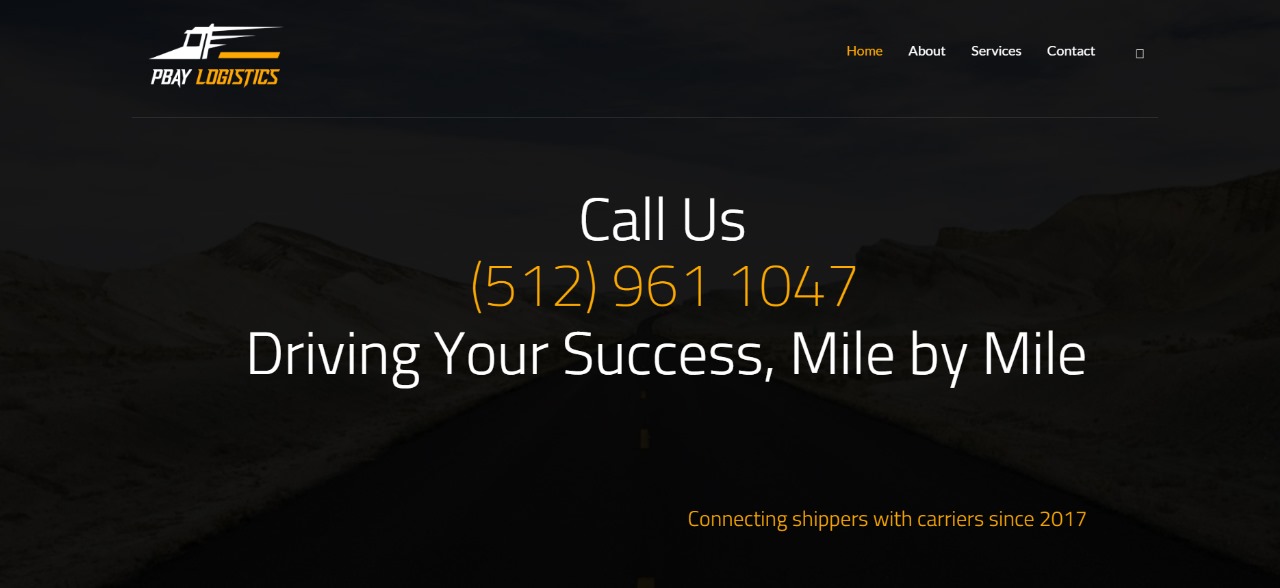 PBAY LOGISTICS
Home About Services Contact
Call Us
(512) 961 1047
Driving Your Success, Mile by Mile
Connecting shippers with carriers since 2017